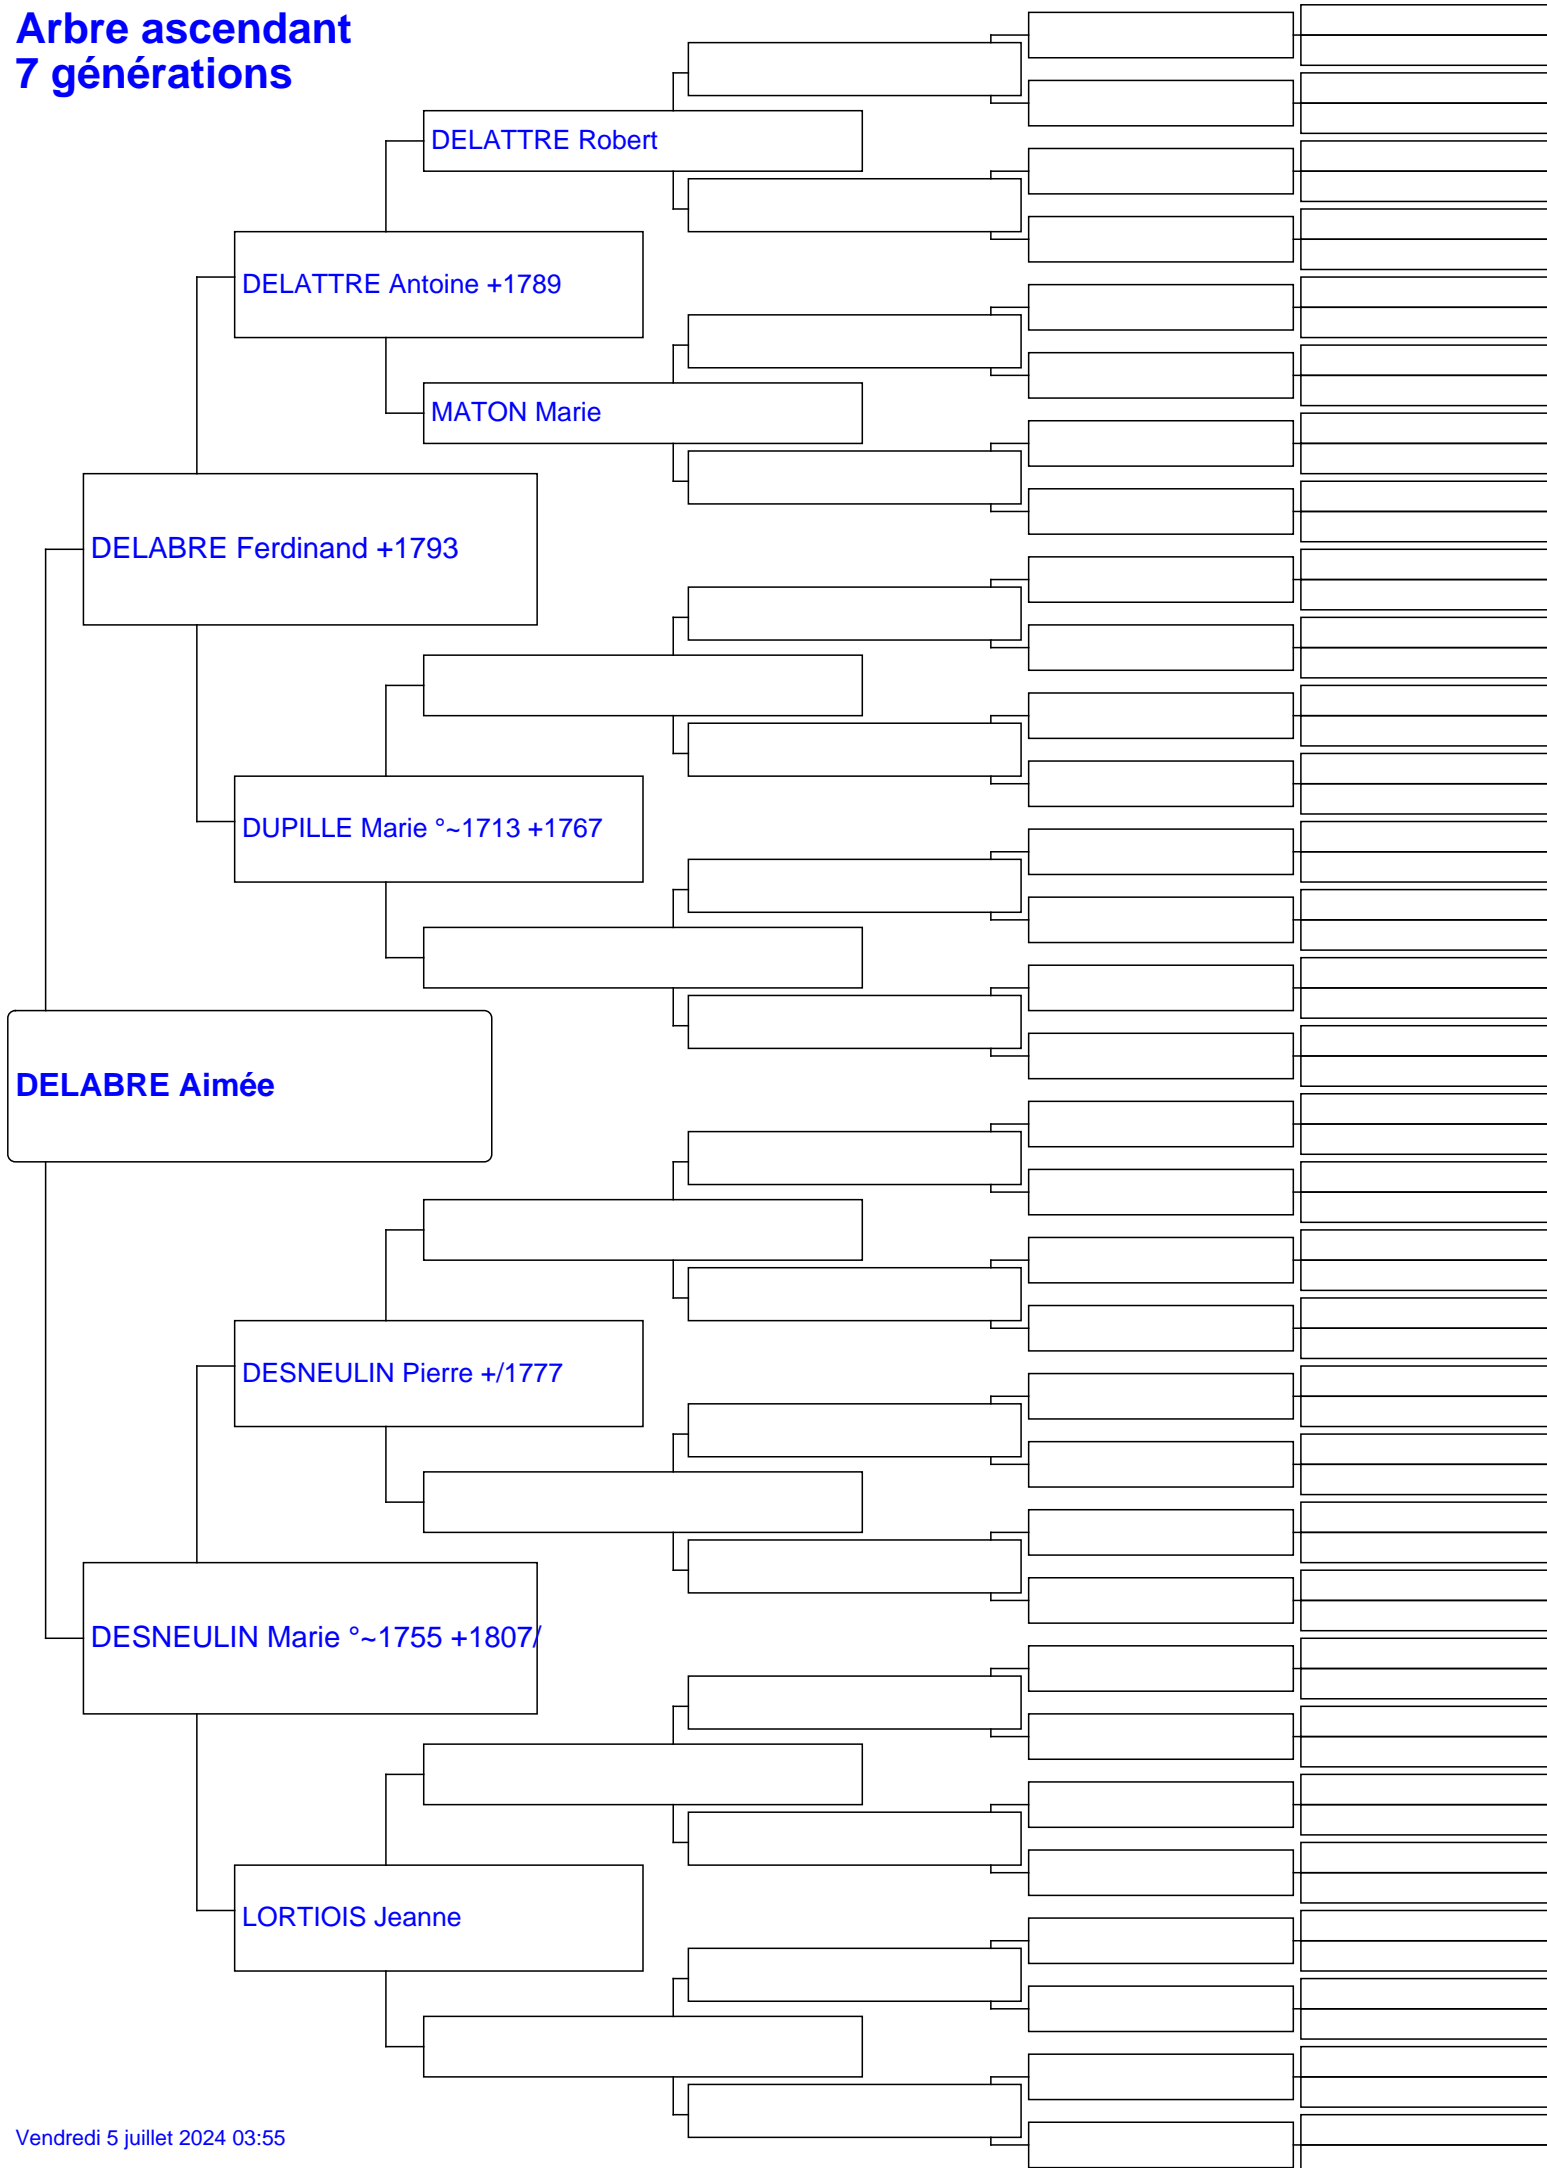 Arbre ascendant
7 générations
DELATTRE Robert
DELATTRE Antoine +1789
MATON Marie
DELABRE Ferdinand +1793
DUPILLE Marie °~1713 +1767
DELABRE Aimée
DESNEULIN Pierre +/1777
DESNEULIN Marie °~1755 +1807/
LORTIOIS Jeanne
Vendredi 5 juillet 2024 03:55